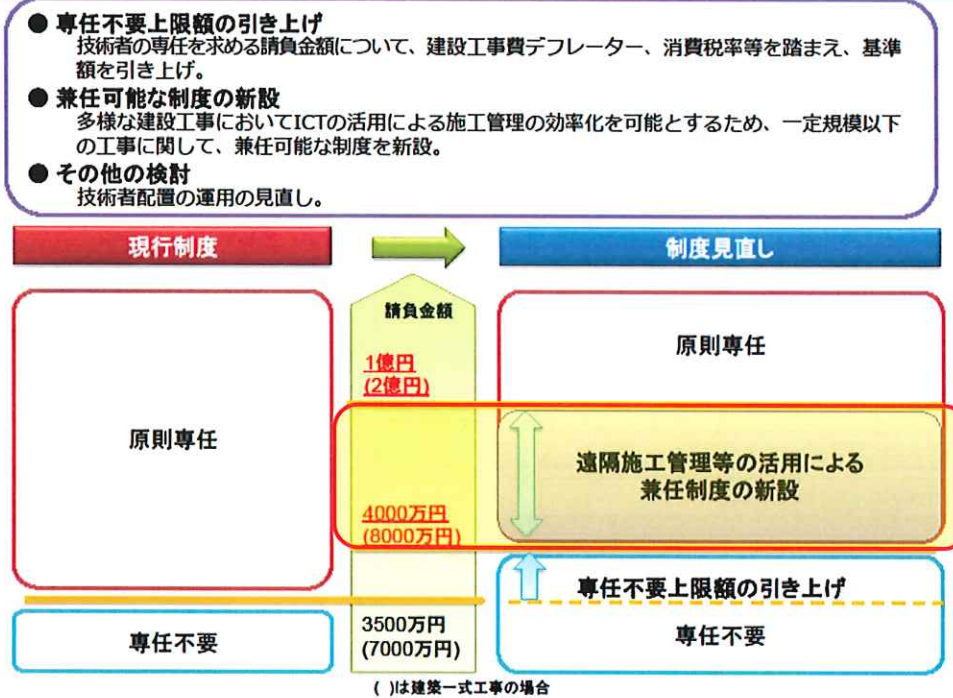 ● 専任不要上限額の引き上げ
技術者の専任を求める請負金額について、建設工事費デフレーター、消費税率等を踏まえ、基準
額を引き上げ。
● 兼任可能な制度の新設
多様な建設工事においてICTの活用による施工管理の効率化を可能とするため、一定規模以下
の工事に関して、兼任可能な制度を新設。
● その他の検討
技術者配置の運用の見直し。
現行制度
制度見直し
請負金額
1億円
(2億円)
原則専任
原則専任
遠隔施工管理等の活用による
兼任制度の新設
4000万円
(8000万円)
専任不要上限額の引き上げ
専任不要
3500万円
(7000万円)
専任不要
( )は建築一式工事の場合